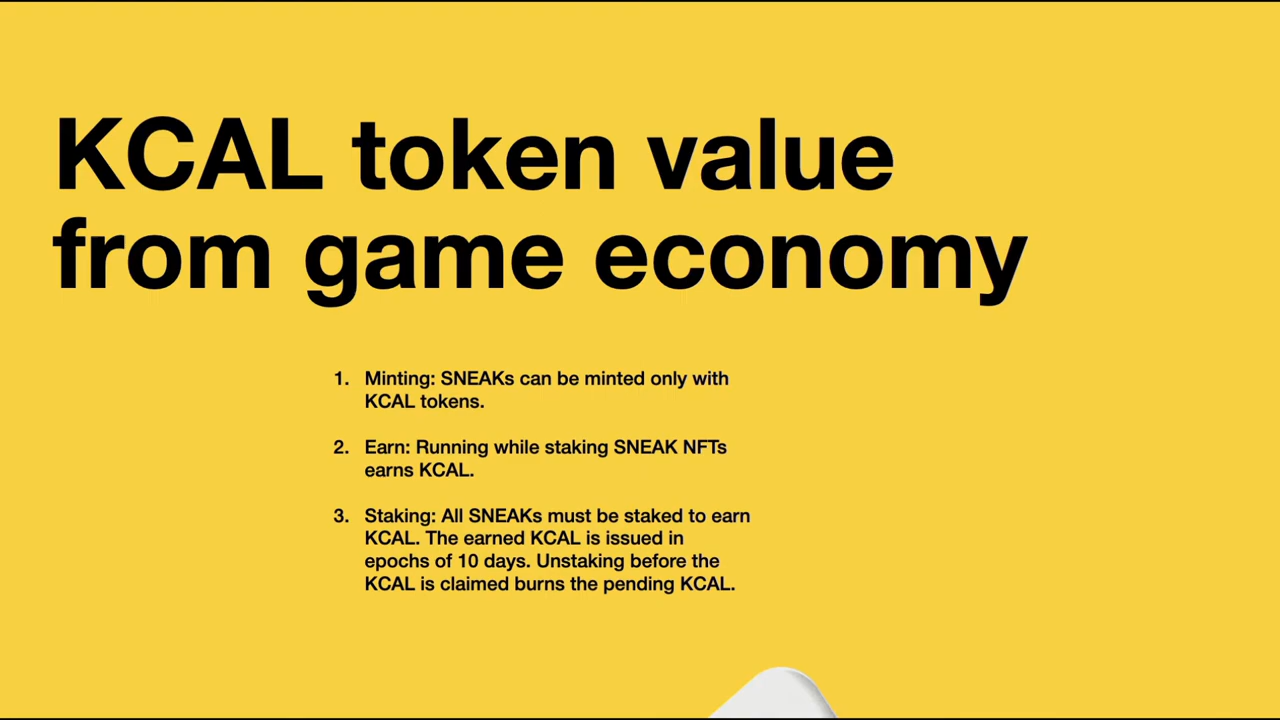 KCAL token value
from game economy
1. Minting: SNEAKs can be minted only with
KCAL tokens.
2. Earn: Running while staking SNEAK NFTs
earns KCAL.
3. Staking: All SNEAKs must be staked to earn
KCAL. The earned KCAL is issued in
epochs of 10 days. Unstaking before the
KCAL is claimed burns the pending KCAL.